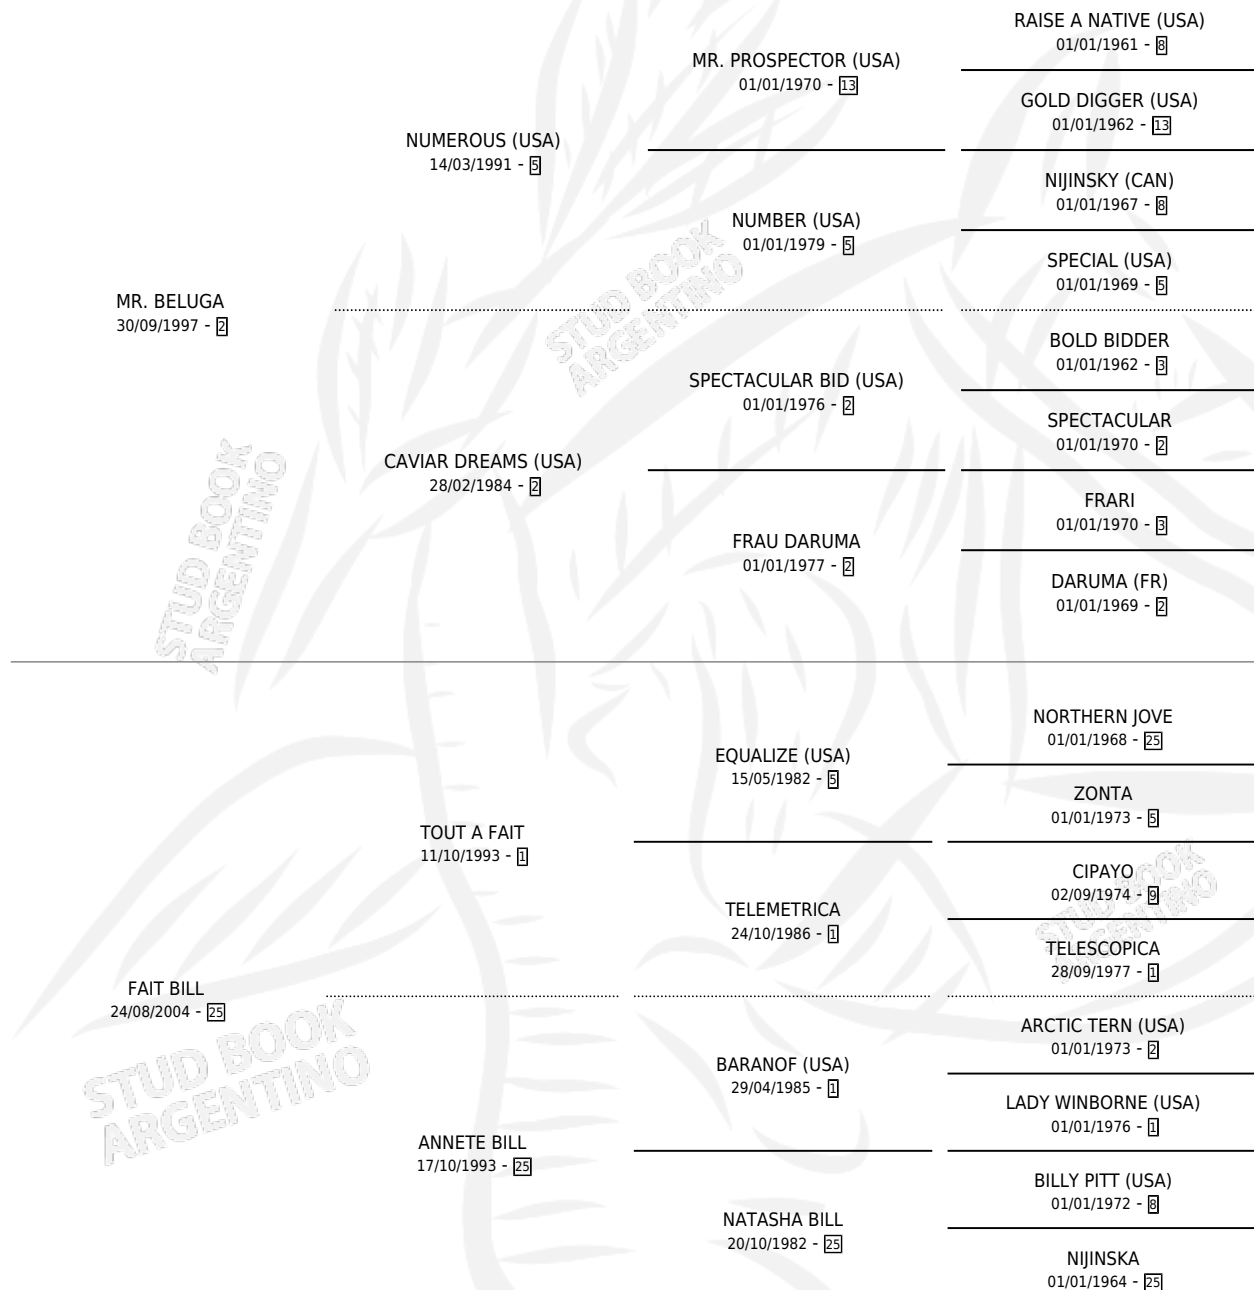 RAISE A NATIVE (USA)
01/01/1961 - 8
MR. PROSPECTOR (USA)
01/01/1970 - 13
GOLD DIGGER (USA)
01/01/1962 - 13
NUMEROUS (USA)
14/03/1991 - 5
NIJINSKY (CAN)
01/01/1967 - 8
NUMBER (USA)
01/01/1979 - 5
SPECIAL (USA)
01/01/1969 - 5
MR. BELUGA
30/09/1997 - 2
BOLD BIDDER
01/01/1962 - 3
SPECTACULAR BID (USA)
01/01/1976 - 2
SPECTACULAR
01/01/1970 - 2
CAVIAR DREAMS (USA)
28/02/1984 - 2
FRARI
01/01/1970 - 3
FRAU DARUMA
01/01/1977 - 2
DARUMA (FR)
01/01/1969 - 2
NORTHERN JOVE
01/01/1968 - 25
EQUALIZE (USA)
15/05/1982 - 5
ZONTA
01/01/1973 - 5
TOUT A FAIT
11/10/1993 - 1
CIPAYO
02/09/1974 - 9
TELEMETRICA
24/10/1986 - 1
TELESCOPICA
28/09/1977 - 1
FAIT BILL
24/08/2004 - 25
ARCTIC TERN (USA)
01/01/1973 - 2
BARANOF (USA)
29/04/1985 - 1
LADY WINBORNE (USA)
01/01/1976 - 1
ANNETE BILL
17/10/1993 - 25
BILLY PITT (USA)
01/01/1972 - 8
NATASHA BILL
20/10/1982 - 25
NIJINSKA
01/01/1964 - 25
STUD BOOK
ARGENTINO
STUD BOOK
ARGENTINO
STUD BOOK
ARGENTINO
STUD BOOK
ARGENTINO